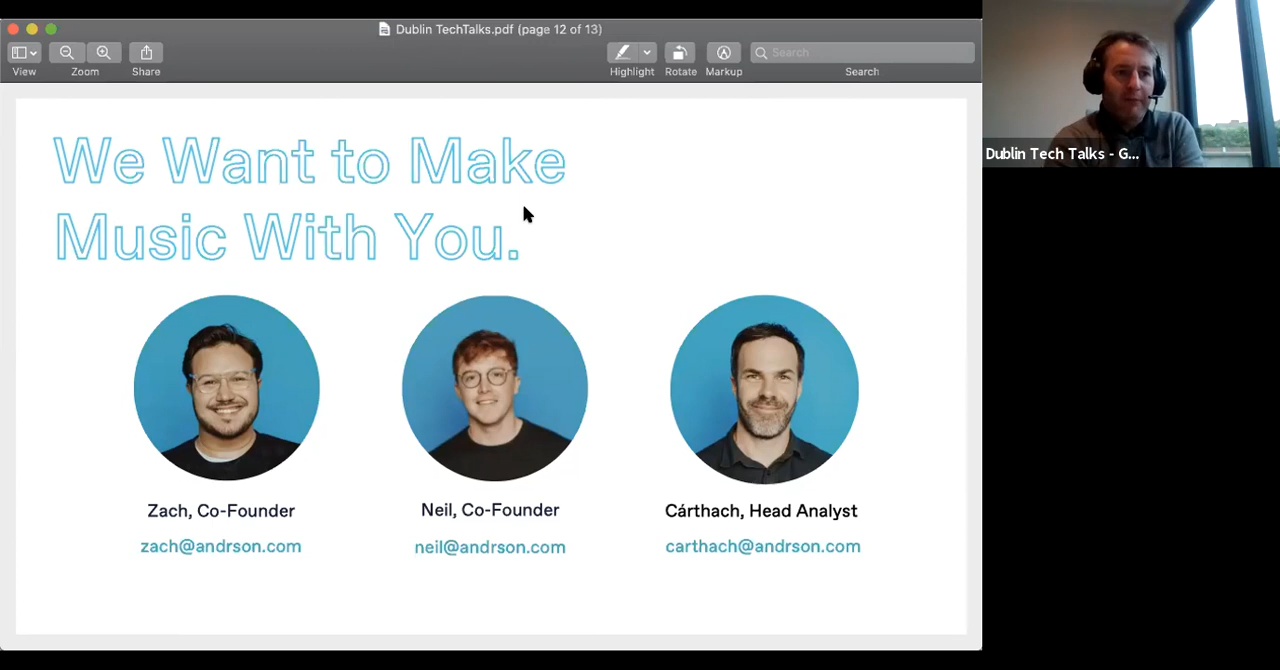 Dublin TechTalks.pdf (page 12 of 13)
View
Zoom
Share
Highlight
Rotate
Markup
Search
Search
We Want to Make
Music With You.
Zach, Co-Founder
zach@andrson.com
Neil, Co-Founder
neil@andrson.com
Cárthach, Head Analyst
carthach@andrson.com
Dublin Tech Talks - G...